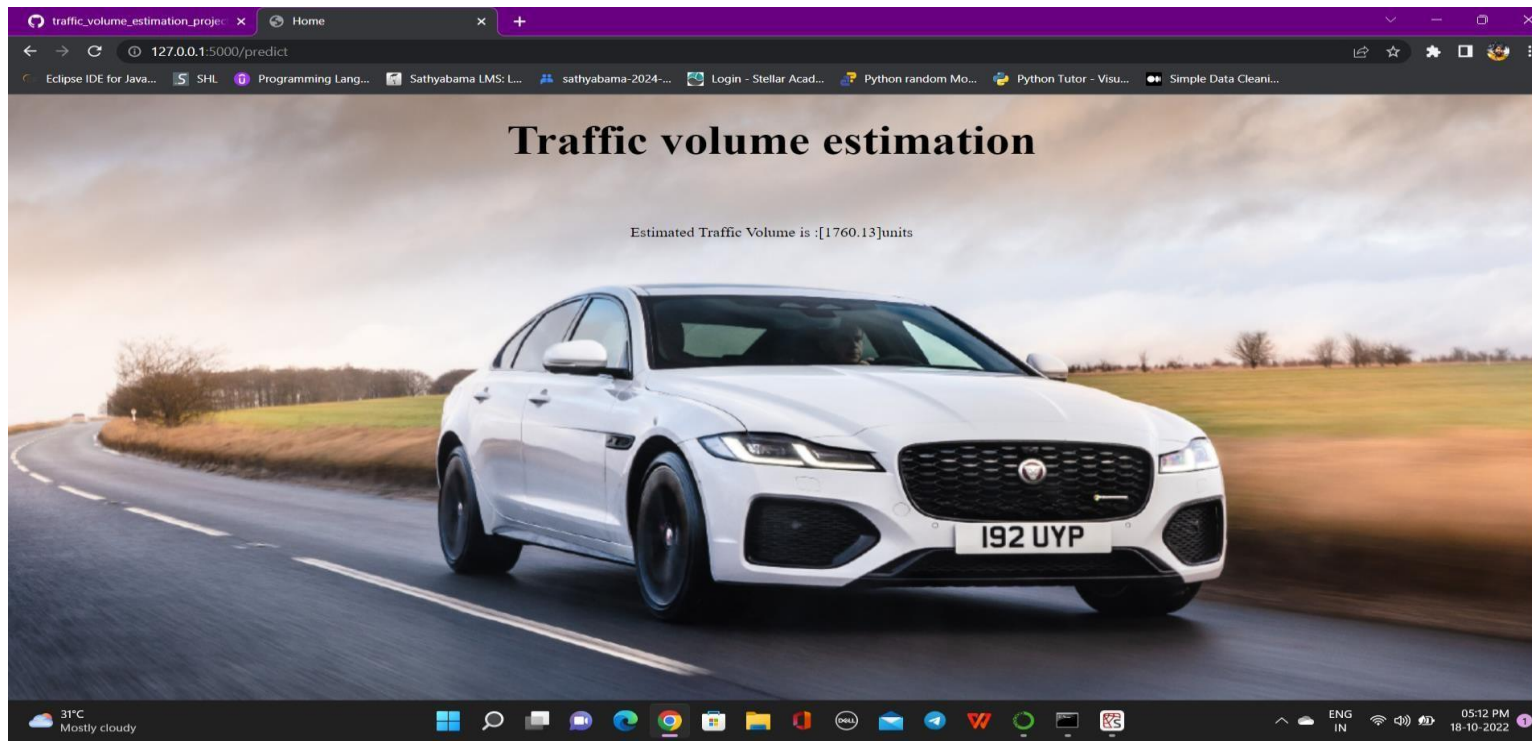 traffic_volume_estimation_projec
Home
127.0.0.1:5000/predict
Eclipse IDE for Java... SHL Programming Lang... Sathyabama LMS: L... sathyabama-2024-... Login - Stellar Acad... Python random Mo... Python Tutor - Visu... Simple Data Cleani...
Traffic volume estimation
Estimated Traffic Volume is :[1760.13]units
I92 UYP
31°C
Mostly cloudy
DELL
ENG
IN
05:12 PM
18-10-2022
1